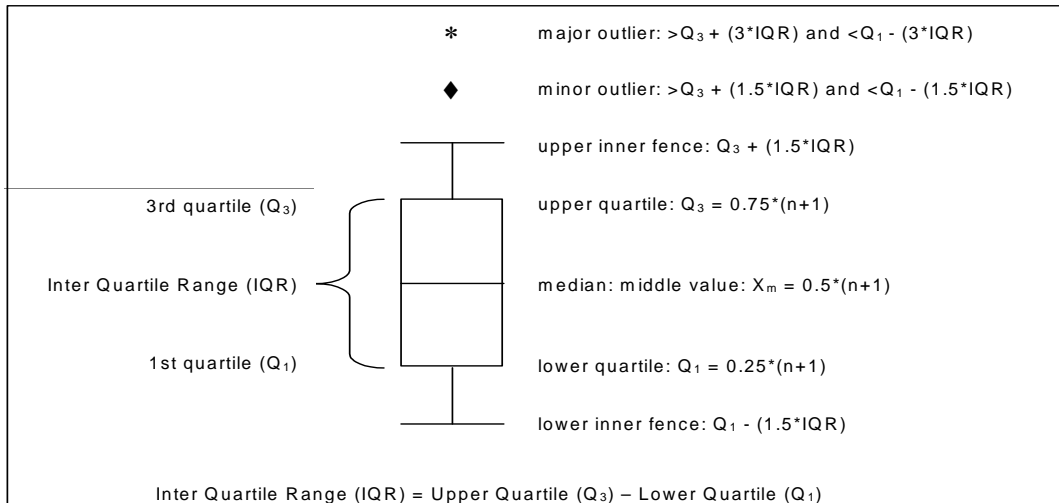 * major outlier: >Q₃ + (3*IQR) and <Q₁ - (3*IQR)
♦ minor outlier: >Q₃ + (1.5*IQR) and <Q₁ - (1.5*IQR)
upper inner fence: Q₃ + (1.5*IQR)
3rd quartile (Q₃) upper quartile: Q₃ = 0.75*(n+1)
Inter Quartile Range (IQR) median: middle value: Xₘ = 0.5*(n+1)
1st quartile (Q₁) lower quartile: Q₁ = 0.25*(n+1)
lower inner fence: Q₁ - (1.5*IQR)
Inter Quartile Range (IQR) = Upper Quartile (Q₃) – Lower Quartile (Q₁)